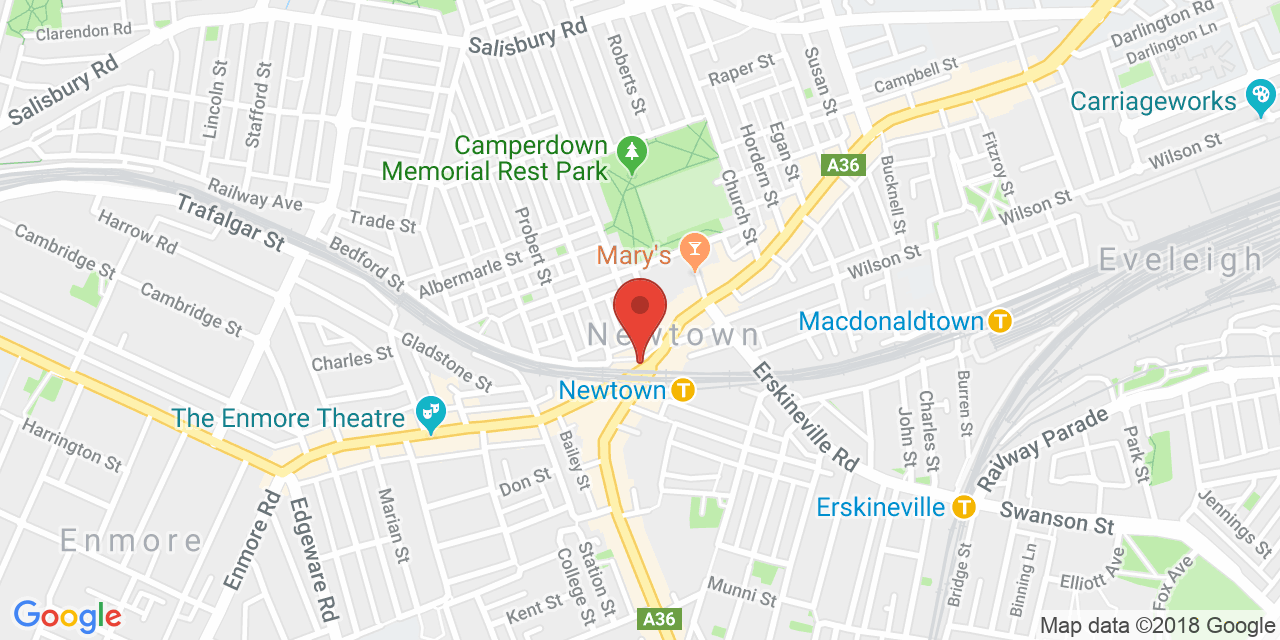 Clarendon Rd
Salisbury Rd
Salisbury Rd
Lincoln St
Stafford St
Roberts St
Raper St
Susan St
Campbell St
Darlington Rd
Darlington Ln
Carriageworks
Camperdown
Memorial Rest Park
Hordern St
Egan St
A36
Bucknell St
Fitzroy St
Wilson St
Wilson St
Wilson St
Church St
Railway Ave
Trafalgar St
Trade St
Harrow Rd
Bedford St
Probert St
Albermarle St
Mary's
Eveleigh
Cambridge St
Cambridge St
Newtown
Macdonaldtown
T
Charles St
Gladstone St
Newtown
T
The Enmore Theatre
Erskineville Rd
Burren St
Charles St
John St
Railway Parade
Park St
Harrington St
Bailey St
Don St
Marian St
Enmore
Enmore Rd
Edgeware Rd
Erskineville
T
Swanson St
Jennings St
Station St
College St
Kent St
Munni St
Bridge St
Binning Ln
Elliott Ave
Fox Ave
A36
Google
Map data ©2018 Google